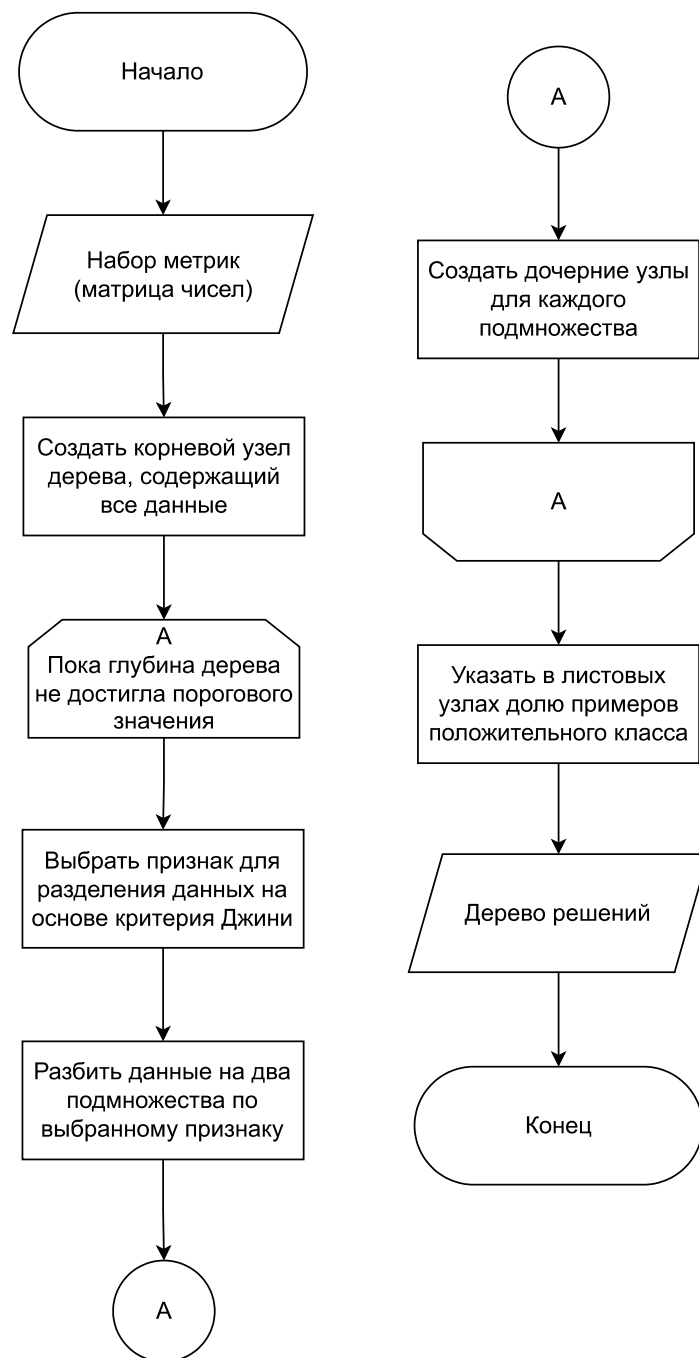 Начало
Набор метрик
(матрица чисел)
Создать корневой узел
дерева, содержащий
все данные
А
Пока глубина дерева
не достигла порогового
значения
Выбрать признак для
разделения данных на
основе критерия Джини
Разбить данные на два
подмножества по
выбранному признаку
А
А
Создать дочерние узлы
для каждого
подмножества
А
Указать в листовых
узлах долю примеров
положительного класса
Дерево решений
Конец